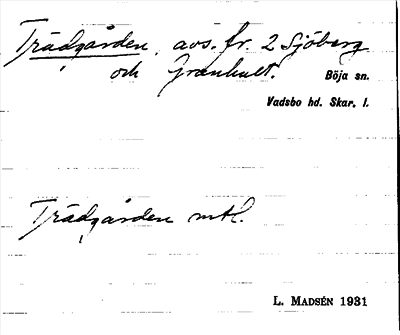 Trädgården, avs. fr. 2 Sjöberg
och Granhult. Böja sn.
Vadsbo hd. Skar. l.
Trädgården mtl.
L. MADSÉN 1931